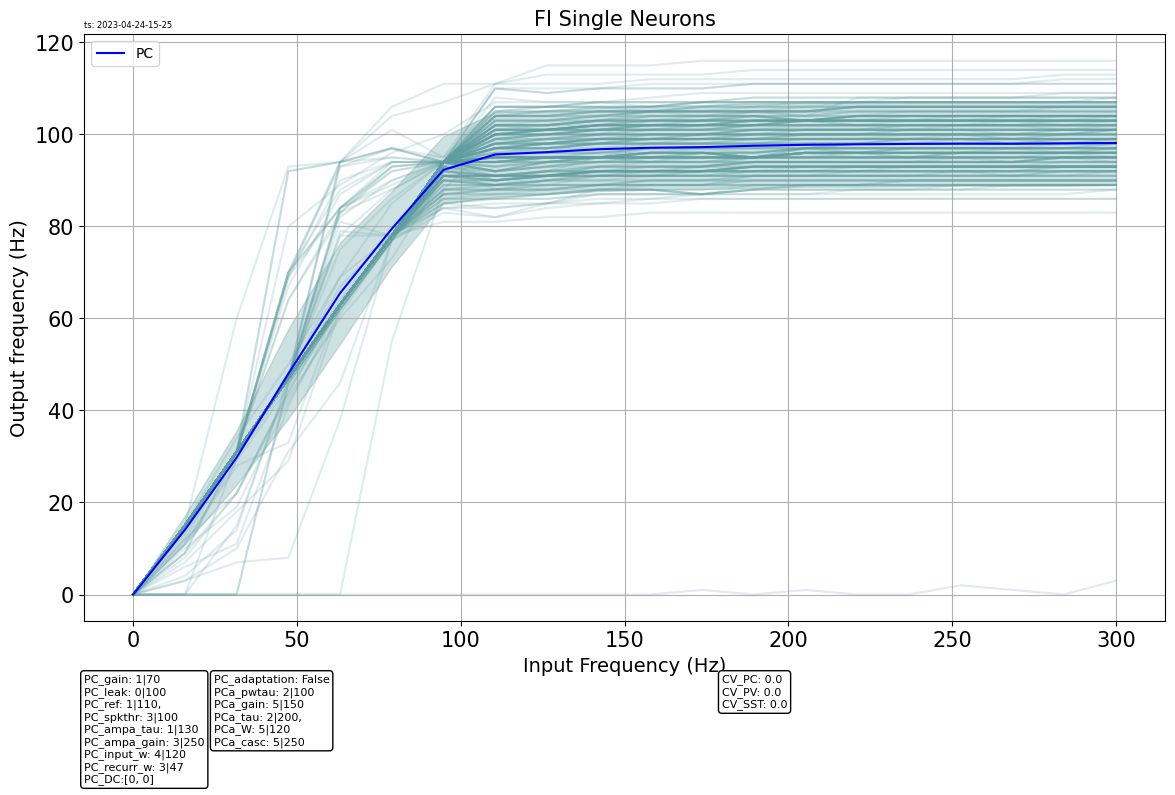 FI Single Neurons
ts: 2023-04-24-15-25
PC
Output frequency (Hz)
120
100
80
60
40
20
0
0 50 100 150 200 250 300
Input Frequency (Hz)
PC_gain: 1|70
PC_leak: 0|100
PC_ref: 1|110,
PC_spkthr: 3|100
PC_ampa_tau: 1|130
PC_ampa_gain: 3|250
PC_input_w: 4|120
PC_recurr_w: 3|47
PC_DC:[0, 0]
PC_adaptation: False
PCa_pwtau: 2|100
PCa_gain: 5|150
PCa_tau: 2|200,
PCa_W: 5|120
PCa_casc: 5|250
CV_PC: 0.0
CV_PV: 0.0
CV_SST: 0.0